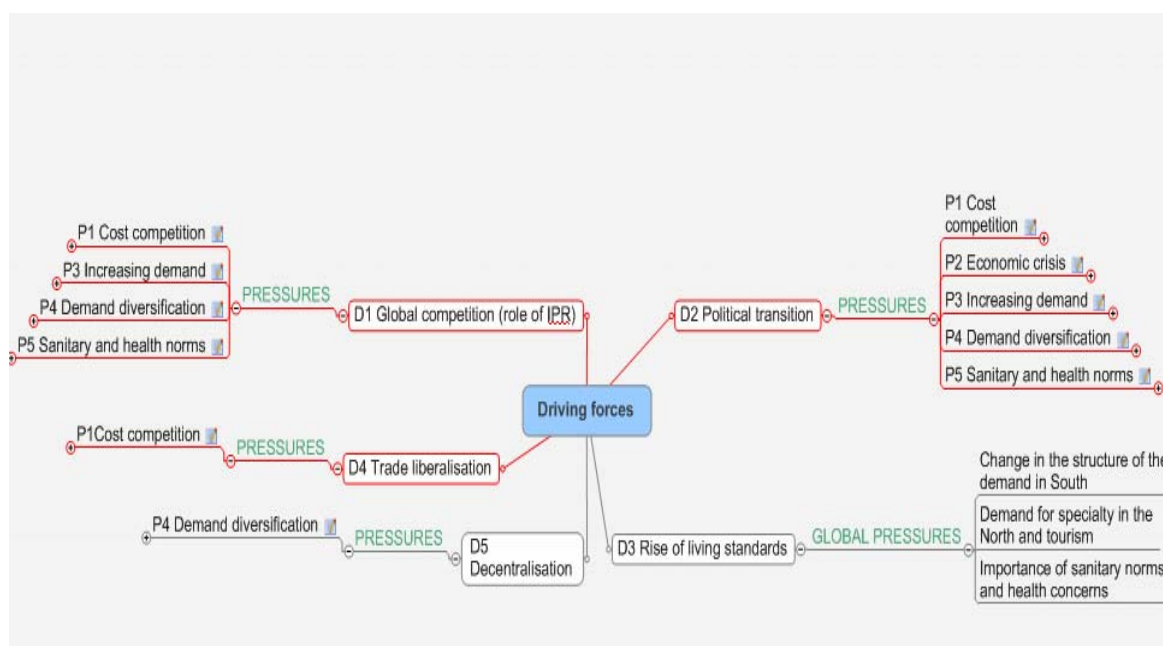 P1 Cost competition
P3 Increasing demand
P4 Demand diversification
P5 Sanitary and health norms
PRESSURES
D1 Global competition (role of IPR)
D2 Political transition
PRESSURES
P1 Cost
competition
P2 Economic crisis
P3 Increasing demand
P4 Demand diversification
P5 Sanitary and health norms
Driving forces
P1Cost competition
PRESSURES
D4 Trade liberalisation
P4 Demand diversification
PRESSURES
D5
Decentralisation
D3 Rise of living standards
GLOBAL PRESSURES
Change in the structure of the
demand in South
Demand for specialty in the
North and tourism
Importance of sanitary norms
and health concerns